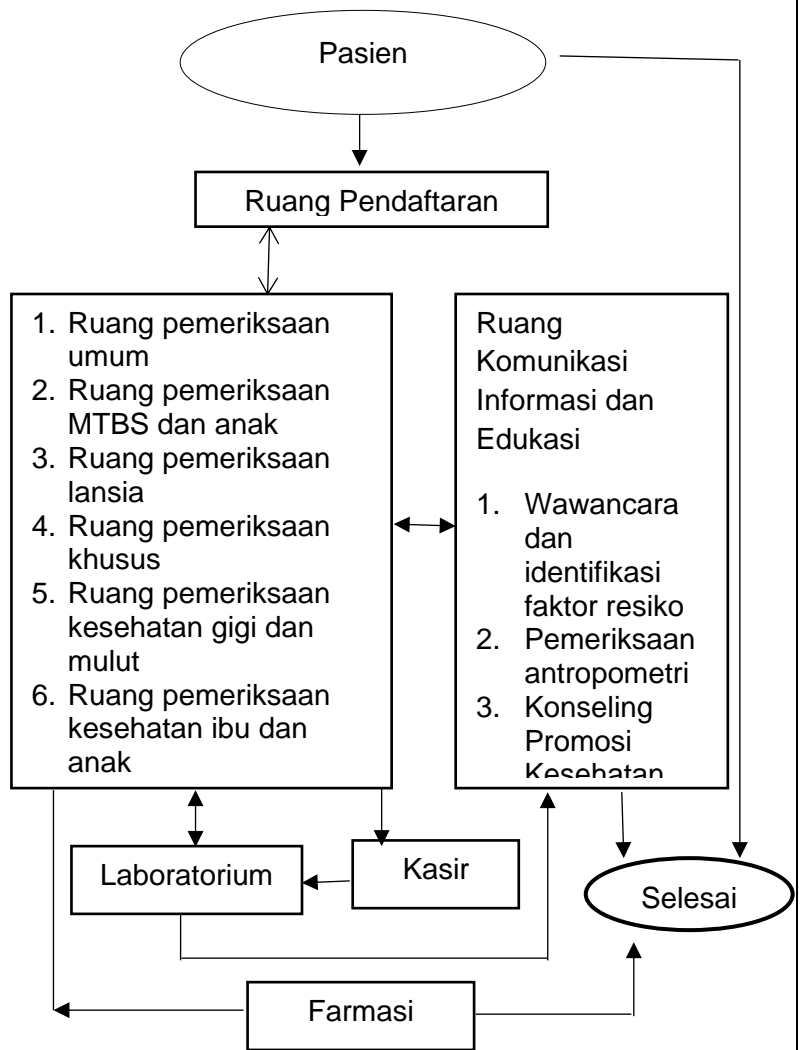 Pasien
Ruang Pendaftaran
1. Ruang pemeriksaan
umum
2. Ruang pemeriksaan
MTBS dan anak
3. Ruang pemeriksaan
lansia
4. Ruang pemeriksaan
khusus
5. Ruang pemeriksaan
kesehatan gigi dan
mulut
6. Ruang pemeriksaan
kesehatan ibu dan
anak
Ruang
Komunikasi
Informasi dan
Edukasi
1. Wawancara
dan
identifikasi
faktor resiko
2. Pemeriksaan
antropometri
3. Konseling
Promosi
Kesehatan
Laboratorium
Kasir
Selesai
Farmasi